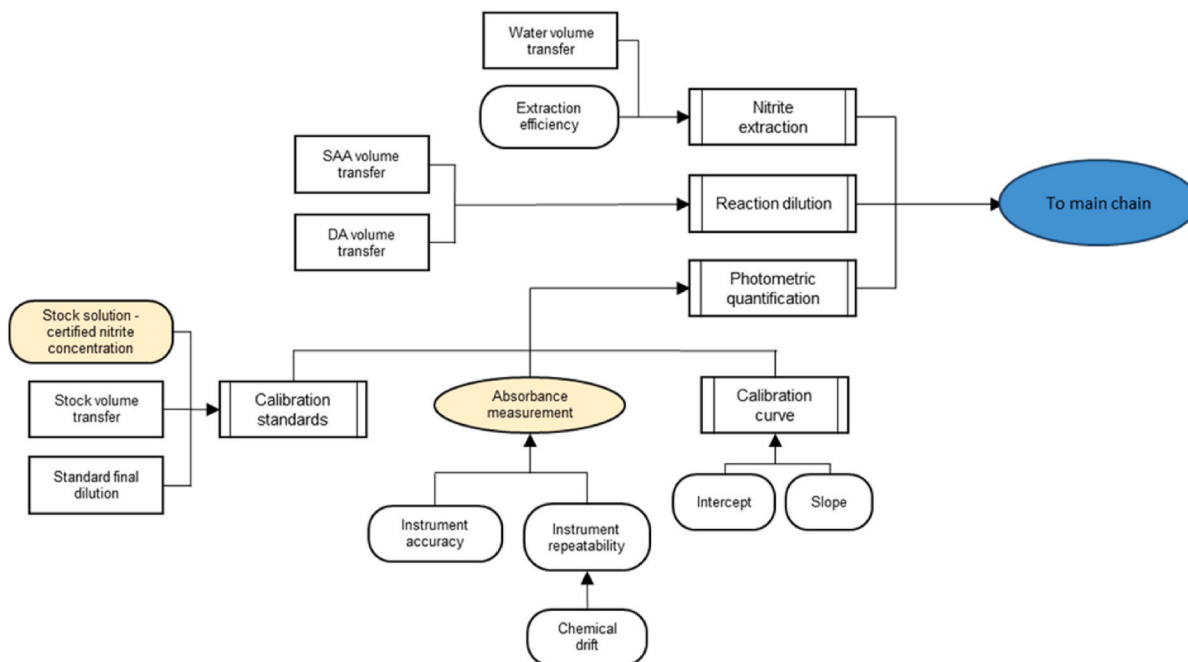 Water volume
transfer
Extraction
efficiency
Nitrite
extraction
SAA volume
transfer
DA volume
transfer
Reaction dilution
To main chain
Photometric
quantification
Stock solution -
certified nitrite
concentration
Stock volume
transfer
Standard final
dilution
Calibration
standards
Absorbance
measurement
Calibration
curve
Instrument
accuracy
Instrument
repeatability
Intercept
Slope
Chemical
drift